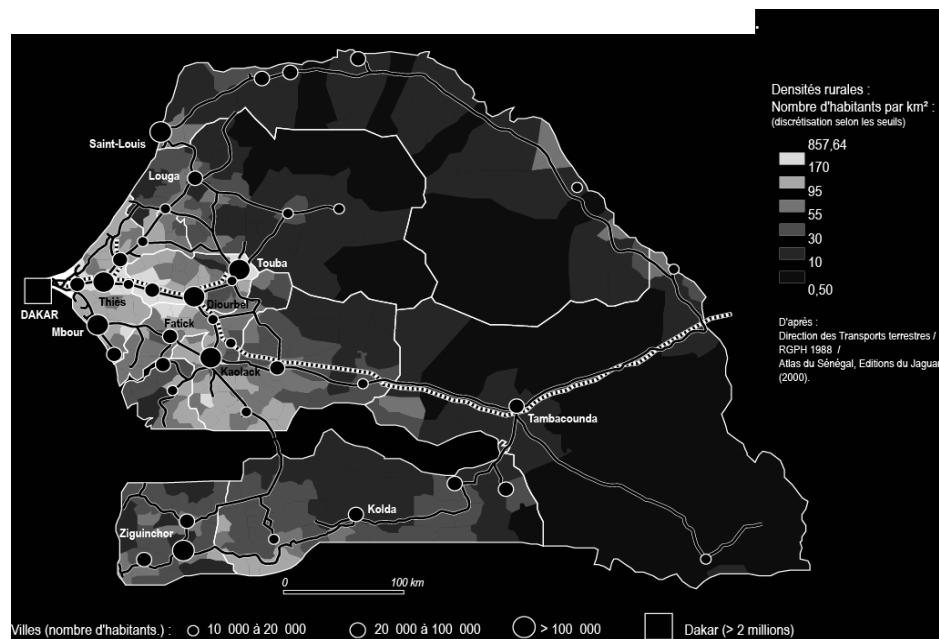 Densités rurales :
Nombre d'habitants par km² :
(discrétisation selon les seuils)
857,64
170
95
55
30
10
0,50
D'après :
Direction des Transports terrestres /
RGPH 1988 /
Atlas du Sénégal, Editions du Jaguar
(2000).
Saint-Louis
Louga
Touba
DAKAR
Thiès
Diourbel
Mbour
Fatick
Kaolack
Tambacounda
Kolda
Ziguinchor
0 100 km
Villes (nombre d'habitants.) : 10 000 à 20 000 20 000 à 100 000 > 100 000 Dakar (> 2 millions)